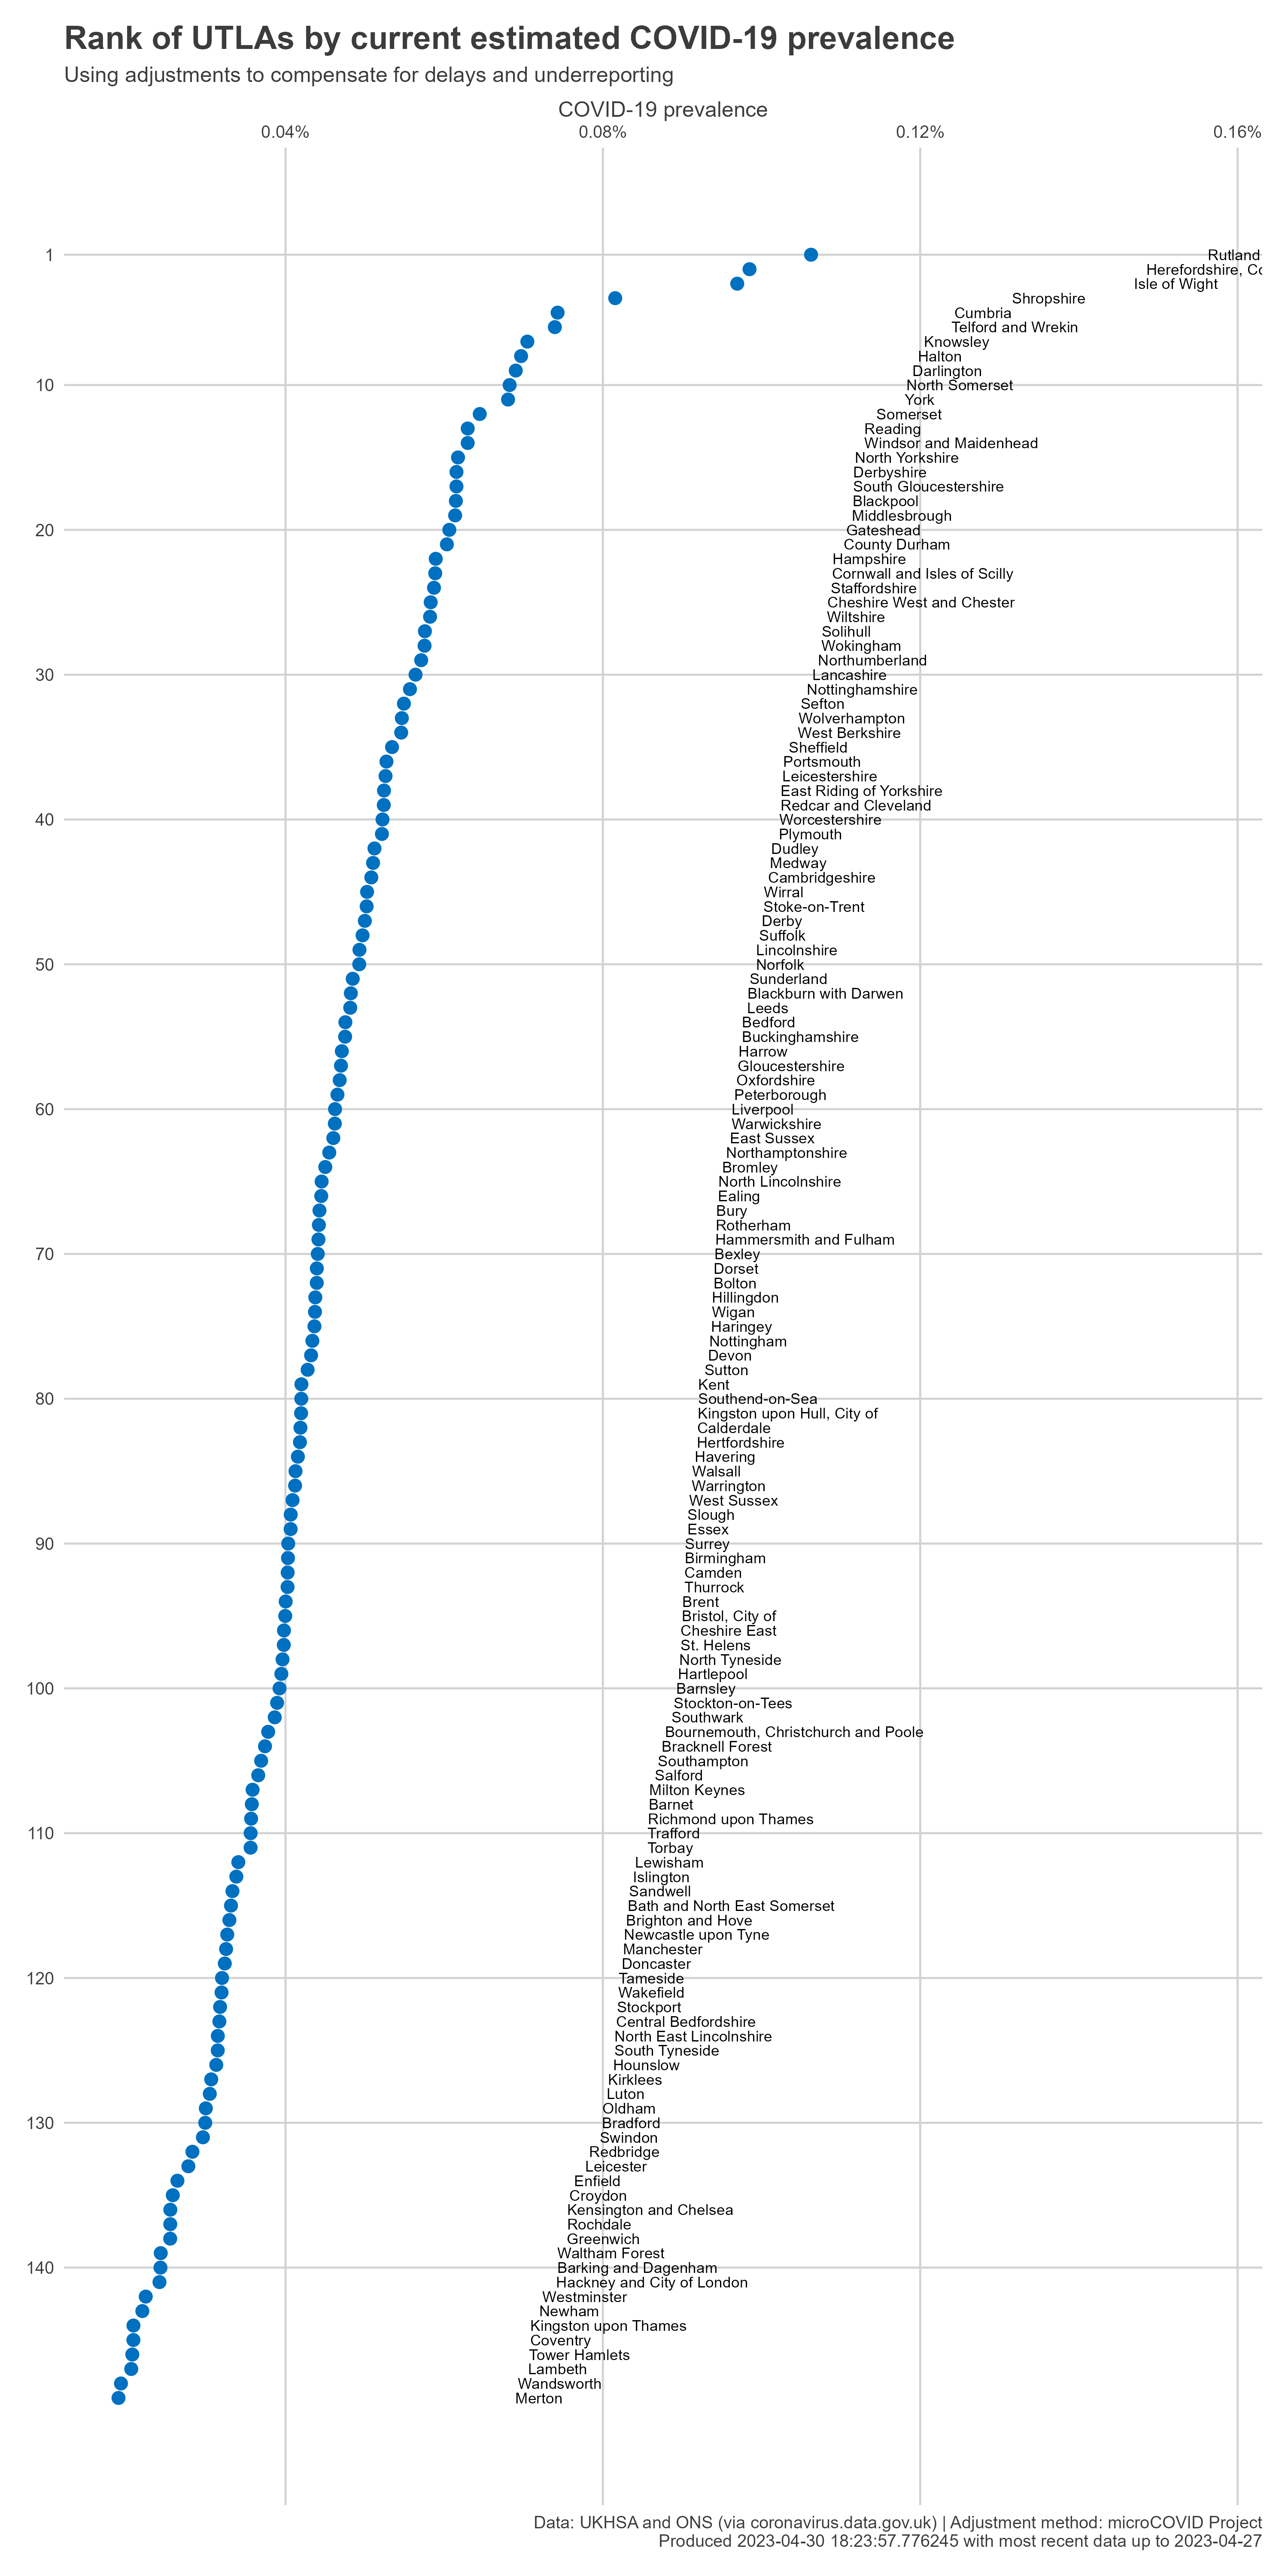 Rank of UTLAs by current estimated COVID-19 prevalence
Using adjustments to compensate for delays and underreporting
COVID-19 prevalence
0.04% 0.08% 0.12% 0.16%
1 Rutland
Herefordshire, Co
Isle of Wight
Shropshire
Cumbria
Telford and Wrekin
Knowsley
Halton
Darlington
10 North Somerset
York
Somerset
Reading
Windsor and Maidenhead
North Yorkshire
Derbyshire
South Gloucestershire
Blackpool
Middlesbrough
20 Gateshead
County Durham
Hampshire
Cornwall and Isles of Scilly
Staffordshire
Cheshire West and Chester
Wiltshire
Solihull
Wokingham
Northumberland
30 Lancashire
Nottinghamshire
Sefton
Wolverhampton
West Berkshire
Sheffield
Portsmouth
Leicestershire
East Riding of Yorkshire
Redcar and Cleveland
40 Worcestershire
Plymouth
Dudley
Medway
Cambridgeshire
Wirral
Stoke-on-Trent
Derby
Suffolk
Lincolnshire
50 Norfolk
Sunderland
Blackburn with Darwen
Leeds
Bedford
Buckinghamshire
Harrow
Gloucestershire
Oxfordshire
Peterborough
60 Liverpool
Warwickshire
East Sussex
Northamptonshire
Bromley
North Lincolnshire
Ealing
Bury
Rotherham
Hammersmith and Fulham
70 Bexley
Dorset
Bolton
Hillingdon
Wigan
Haringey
Nottingham
Devon
Sutton
Kent
80 Southend-on-Sea
Kingston upon Hull, City of
Calderdale
Hertfordshire
Havering
Walsall
Warrington
West Sussex
Slough
Essex
90 Surrey
Birmingham
Camden
Thurrock
Brent
Bristol, City of
Cheshire East
St. Helens
North Tyneside
Hartlepool
100 Barnsley
Stockton-on-Tees
Southwark
Bournemouth, Christchurch and Poole
Bracknell Forest
Southampton
Salford
Milton Keynes
Barnet
Richmond upon Thames
110 Trafford
Torbay
Lewisham
Islington
Sandwell
Bath and North East Somerset
Brighton and Hove
Newcastle upon Tyne
Manchester
Doncaster
120 Tameside
Wakefield
Stockport
Central Bedfordshire
North East Lincolnshire
South Tyneside
Hounslow
Kirklees
Luton
Oldham
130 Bradford
Swindon
Redbridge
Leicester
Enfield
Croydon
Kensington and Chelsea
Rochdale
Greenwich
Waltham Forest
140 Barking and Dagenham
Hackney and City of London
Westminster
Newham
Kingston upon Thames
Coventry
Tower Hamlets
Lambeth
Wandsworth
Merton
Data: UKHSA and ONS (via coronavirus.data.gov.uk) | Adjustment method: microCOVID Project
Produced 2023-04-30 18:23:57.776245 with most recent data up to 2023-04-27